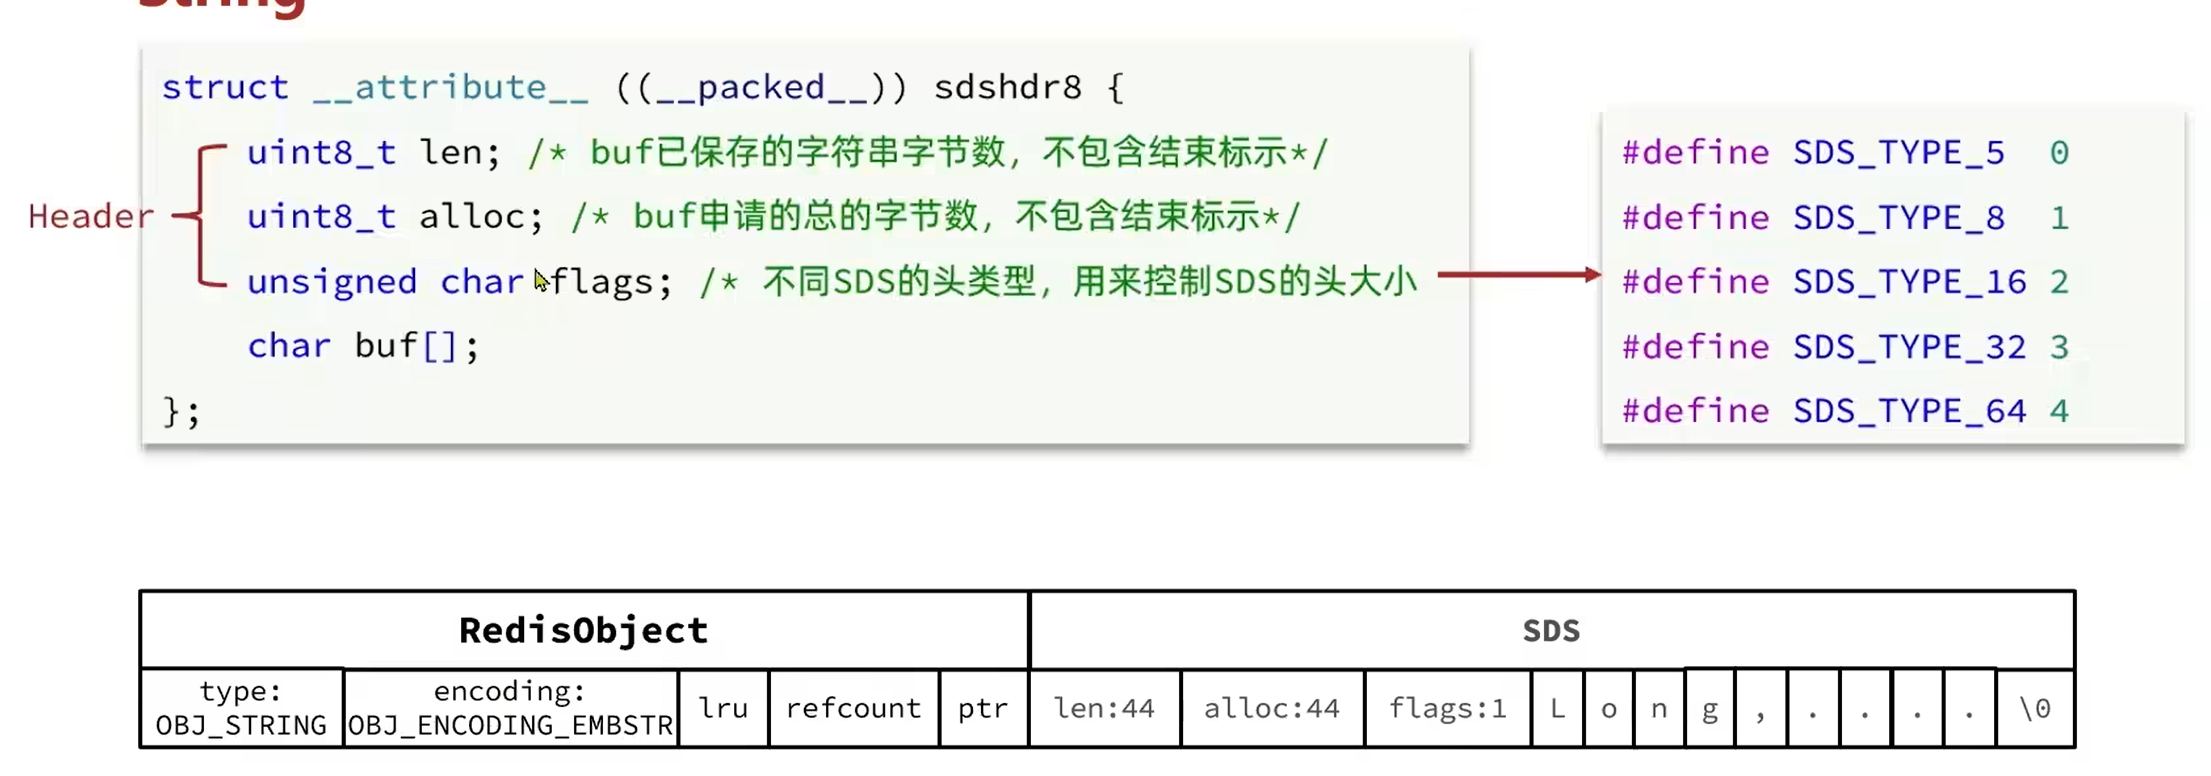 String
struct __attribute__ ((__packed__)) sdshdr8 {
uint8_t len; /* buf已保存的字符串字节数，不包含结束标示*/
Header
uint8_t alloc; /* buf申请的总的字节数，不包含结束标示*/
unsigned char flags; /* 不同SDS的头类型，用来控制SDS的头大小
char buf[];
};
#define SDS_TYPE_5 0
#define SDS_TYPE_8 1
#define SDS_TYPE_16 2
#define SDS_TYPE_32 3
#define SDS_TYPE_64 4
RedisObject
SDS
type:
OBJ_STRING
encoding:
OBJ_ENCODING_EMBSTR
lru
refcount
ptr
len:44
alloc:44
flags:1
L
o
n
g
,
.
.
.
.
\0